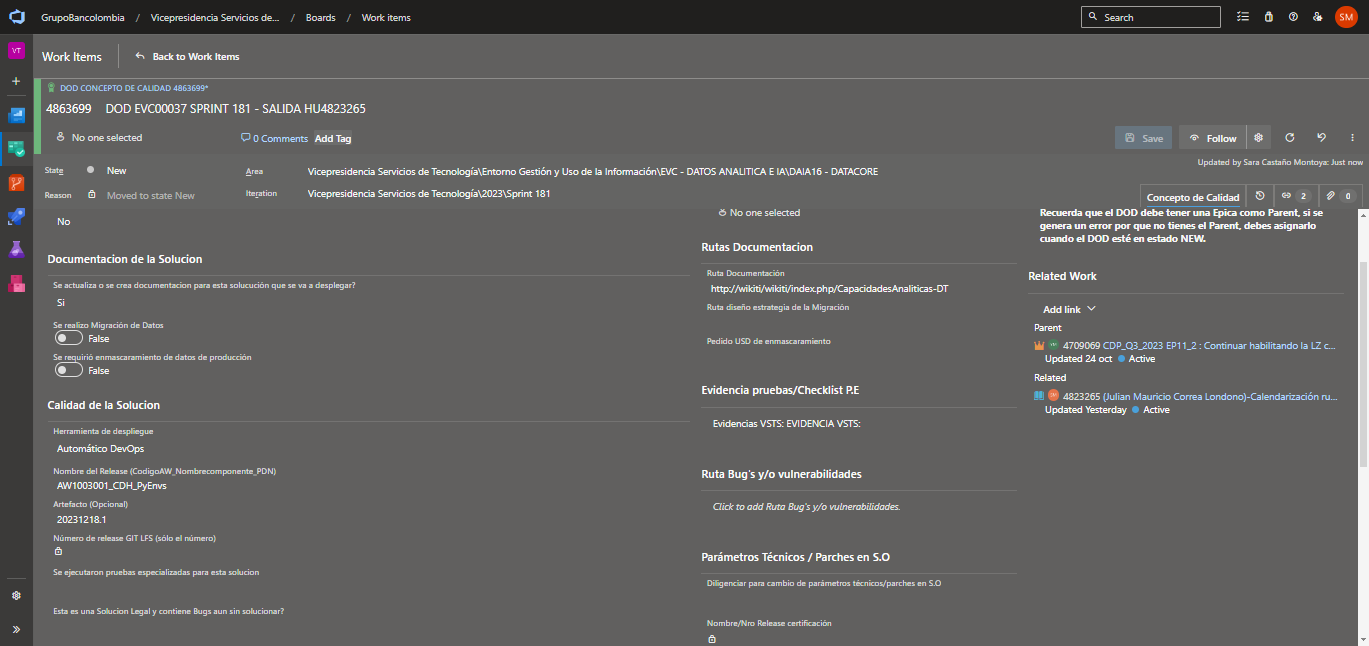 GrupoBancolombia / Vicepresidencia Servicios de... / Boards / Work items
Search
SM
VT
Work Items
Back to Work Items
DOD CONCEPTO DE CALIDAD 4863699*
4863699 DOD EVC00037 SPRINT 181 - SALIDA HU4823265
No one selected
0 Comments
Add Tag
Save
Follow
Updated by Sara Castaño Montoya: Just now
State
New
Area
Vicepresidencia Servicios de Tecnología\Entorno Gestión y Uso de la Información\EVC - DATOS ANALITICA E IA\DAIA16 - DATACORE
Reason
Moved to state New
Iteration
Vicepresidencia Servicios de Tecnología\2023\Sprint 181
Concepto de Calidad
2
0
No
Documentacion de la Solucion
Se actualiza o se crea documentacion para esta solucución que se va a desplegar?
Si
Se realizo Migración de Datos
False
Se requirió enmascaramiento de datos de producción
False
Calidad de la Solucion
Herramienta de despliegue
Automático DevOps
Nombre del Release (CodigoAW_Nombrecomponente_PDN)
AW1003001_CDH_PyEnvs
Artefacto (Opcional)
20231218.1
Número de release GIT LFS (sólo el número)
Se ejecutaron pruebas especializadas para esta solucion
Esta es una Solucion Legal y contiene Bugs aun sin solucionar?
No one selected
Rutas Documentacion
Ruta Documentación
http://wikiti/wikiti/index.php/CapacidadesAnaliticas-DT
Ruta diseño estrategia de la Migración
Pedido USD de enmascaramiento
Evidencia pruebas/Checklist P.E
Evidencias VSTS: EVIDENCIA VSTS:
Ruta Bug's y/o vulnerabilidades
Click to add Ruta Bug's y/o vulnerabilidades.
Parámetros Técnicos / Parches en S.O
Diligenciar para cambio de parámetros técnicos/parches en S.O
Nombre/Nro Release certificación
Recuerda que el DOD debe tener una Epica como Parent, si se
genera un error por que no tienes el Parent, debes asignarlo
cuando el DOD esté en estado NEW.
Related Work
Add link
Parent
4709069 CDP_Q3_2023 EP11_2 : Continuar habilitando la LZ c...
Updated 24 oct Active
Related
4823265 (Julian Mauricio Correa Londono)-Calendarización ru...
Updated Yesterday Active